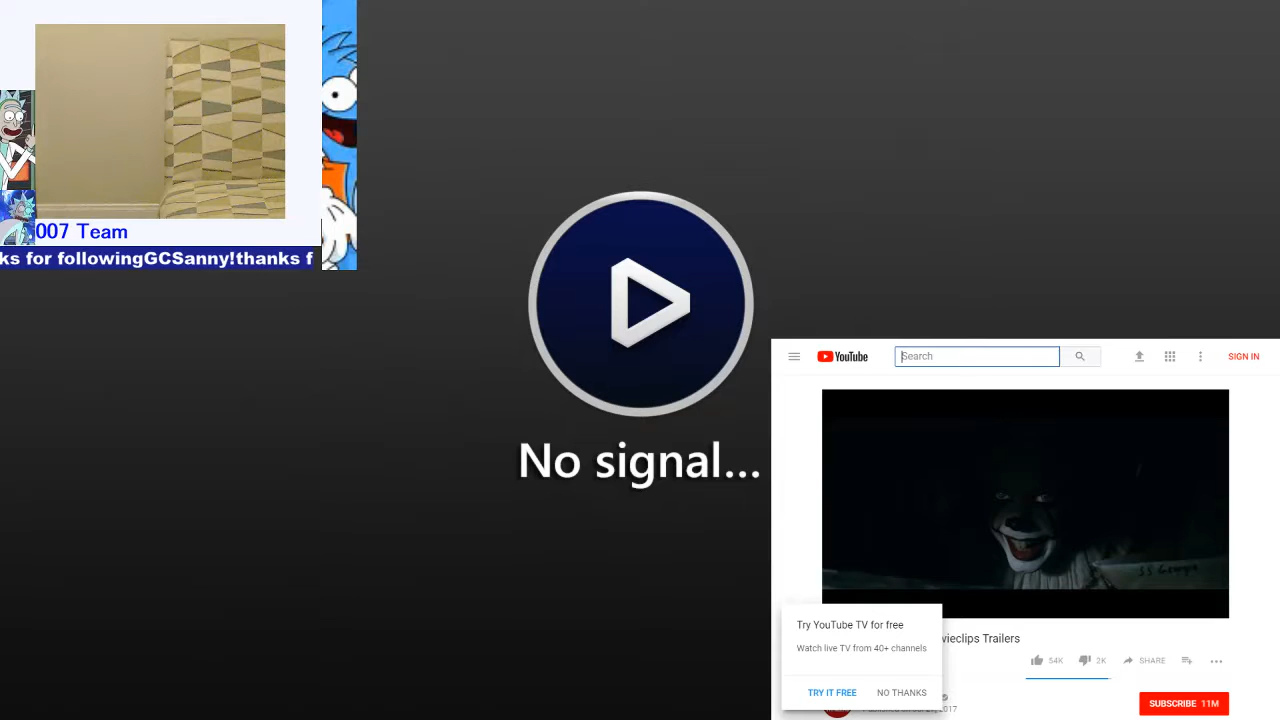 007 Team
ks for followingGCSanny!thanks f
No signal...
YouTube
Search
SIGN IN
SS Georgie
Try YouTube TV for free
Watch live TV from 40+ channels
TRY IT FREE
NO THANKS
vieclips Trailers
54K
2K
SHARE
2017
SUBSCRIBE 11M